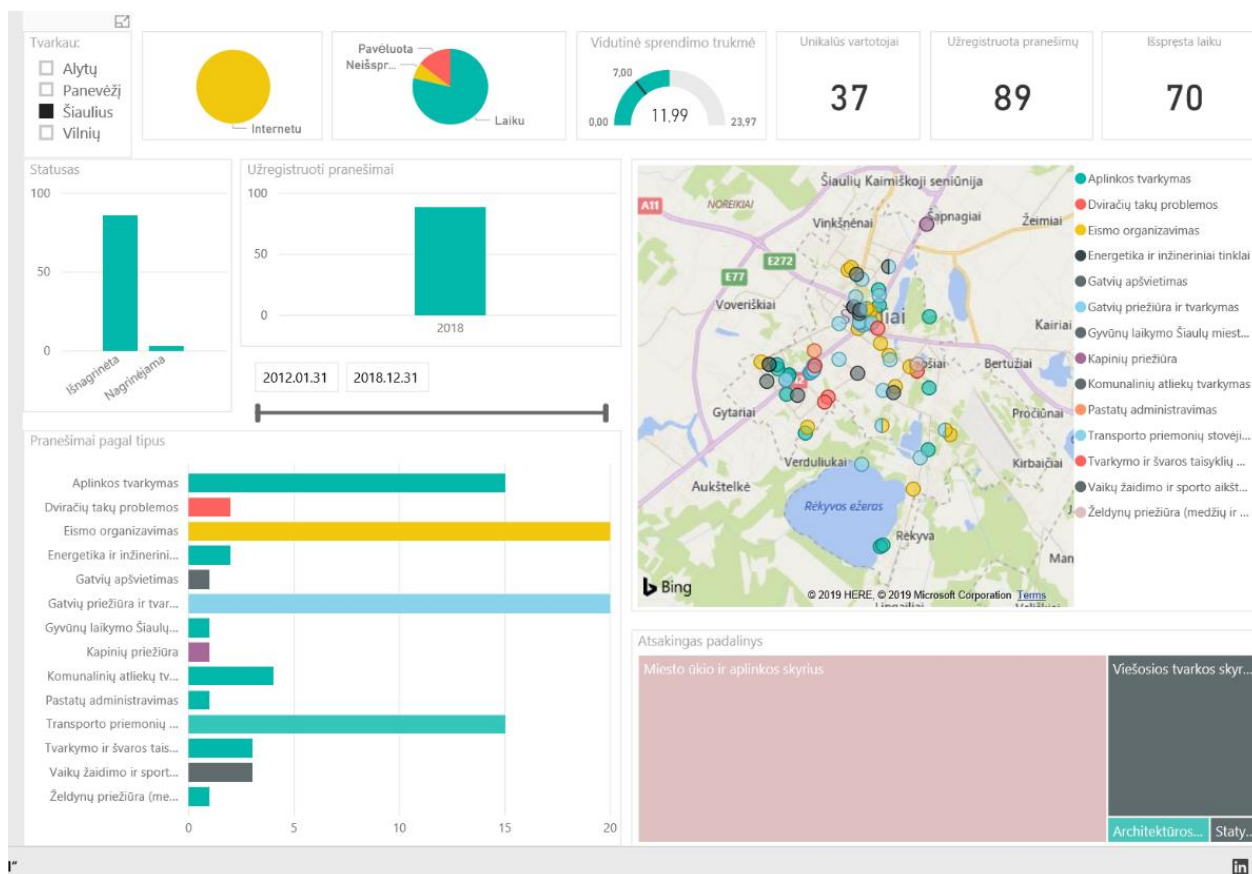 Tvarkau:
Alytų
Panevėžį
Šiaulius
Vilnių
Internetu
Pavėluota
Neišspr...
Laiku
Vidutinė sprendimo trukmė
7,00
0,00
11,99
23,97
Unikalūs vartotojai
37
Užregistruota pranešimų
89
Išspręsta laiku
70
Statusas
100
50
0
Išnagrinėta
Nagrinėjama
Užregistruoti pranešimai
100
50
0
2018
2012.01.31
2018.12.31
Pranešimai pagal tipus
Aplinkos tvarkymas
Dviračių takų problemos
Eismo organizavimas
Energetika ir inžinerini...
Gatvių apšvietimas
Gatvių priežiūra ir tvar...
Gyvūnų laikymo Šiaulų...
Kapinių priežiūra
Komunalinių atliekų tv...
Pastatų administravimas
Transporto priemonių ...
Tvarkymo ir švaros tais...
Vaikų žaidimo ir sport...
Želdynų priežiūra (me...
0 5 10 15 20
Šiaulių Kaimiškoji seniūnija
A11
NOREIKIAI
Vinkšnėnai
Šapnagiai
Žeimiai
E272
E77
Voveriškiai
Kairiai
Bertužiai
Gytariai
Pročiūnai
Verduliukai
Kirbaičiai
Aukštelkė
Rėkyvos ežeras
Rėkyva
Bing
© 2019 HERE, © 2019 Microsoft Corporation Terms
Aplinkos tvarkymas
Dviračių takų problemos
Eismo organizavimas
Energetika ir inžineriniai tinklai
Gatvių apšvietimas
Gatvių priežiūra ir tvarkymas
Gyvūnų laikymo Šiaulų miest...
Kapinių priežiūra
Komunalinių atliekų tvarkymas
Pastatų administravimas
Transporto priemonių stovėji...
Tvarkymo ir švaros taisyklių ...
Vaikų žaidimo ir sporto aikšt...
Želdynų priežiūra (medžių ir ...
Atsakingas padalinys
Miesto ūkio ir aplinkos skyrius
Viešosios tvarkos skyr...
Architektūros...
Staty...
in